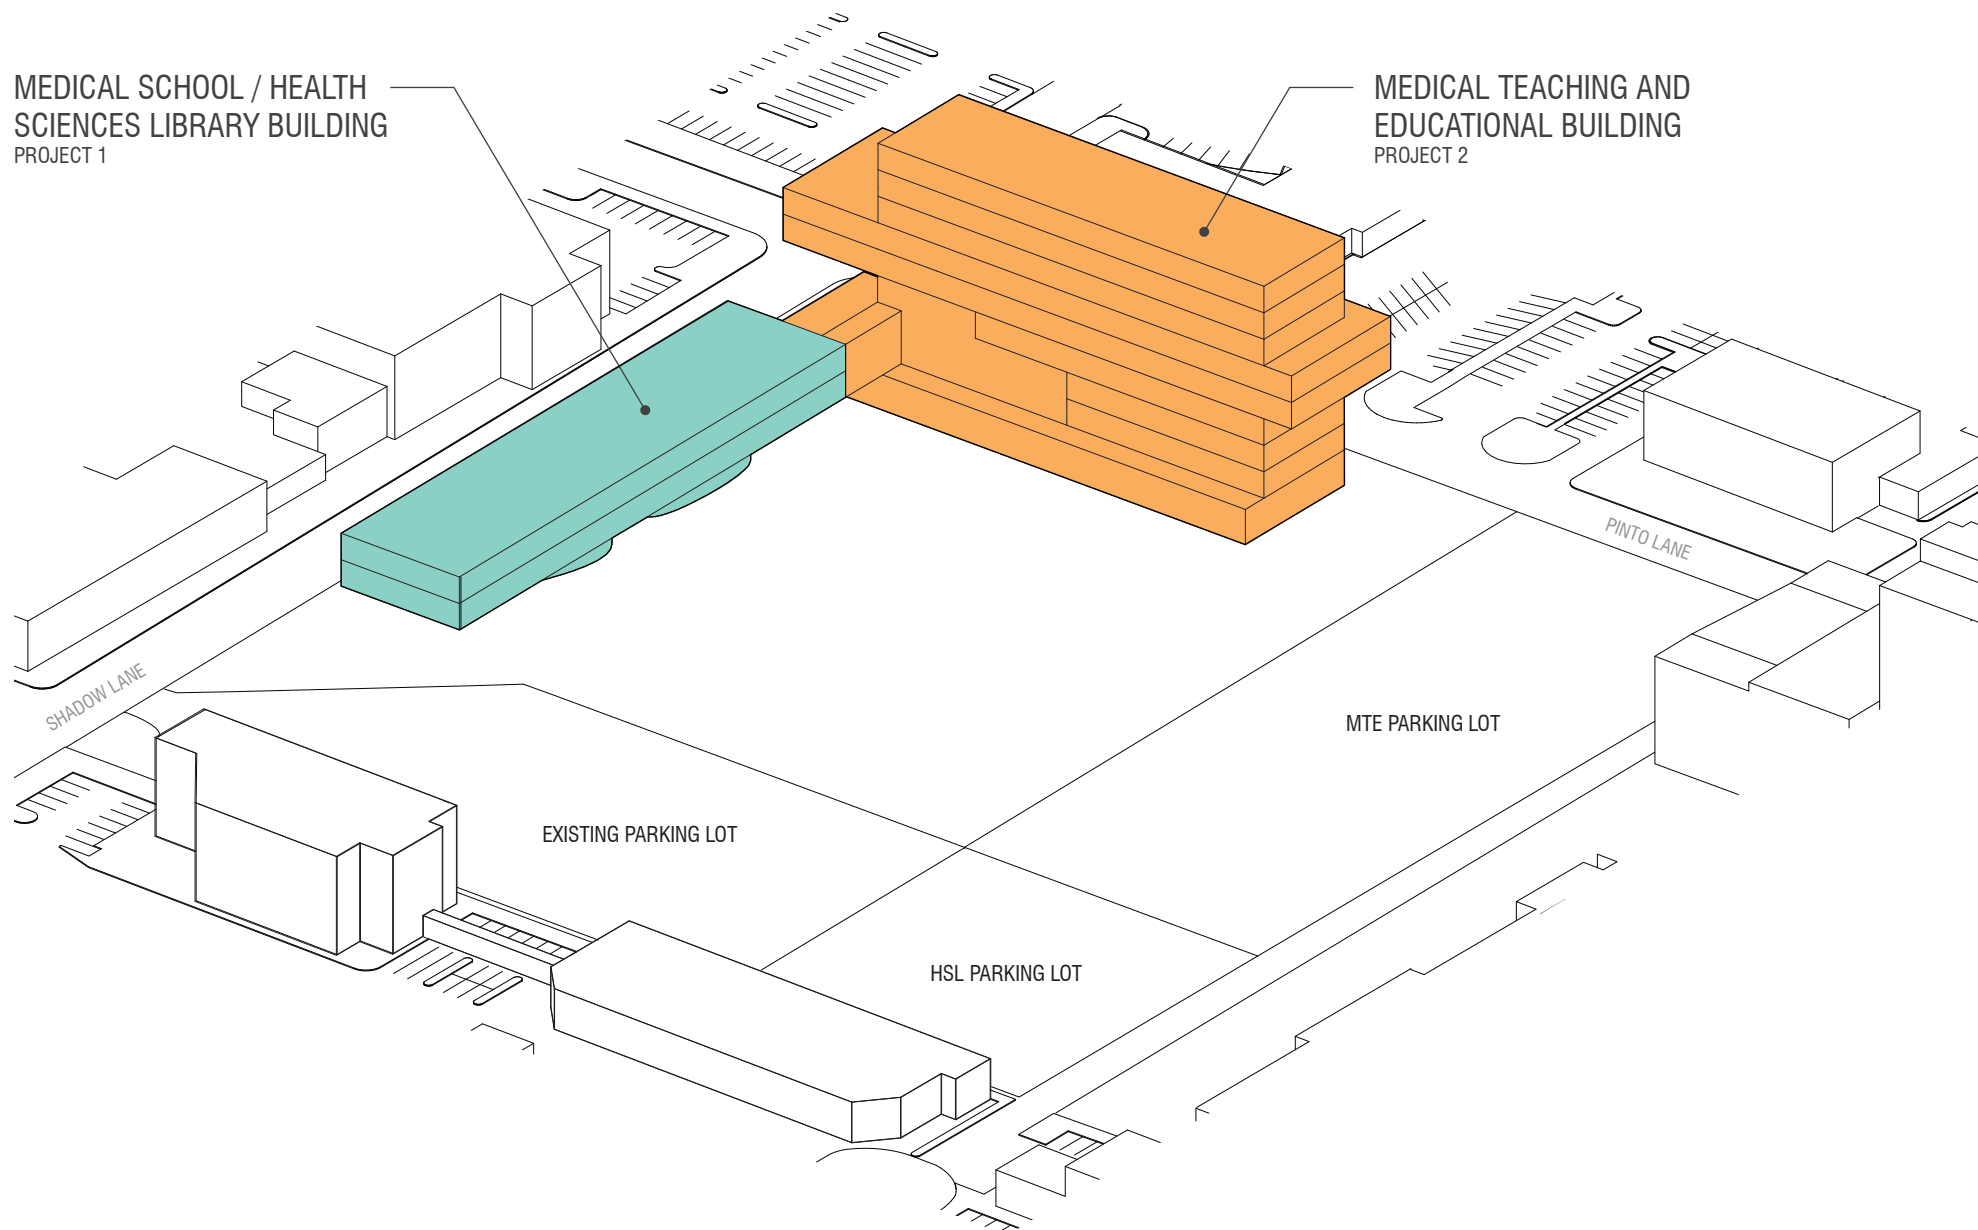 MEDICAL SCHOOL / HEALTH
SCIENCES LIBRARY BUILDING
PROJECT 1
MEDICAL TEACHING AND
EDUCATIONAL BUILDING
PROJECT 2
PINTO LANE
SHADOW LANE
MTE PARKING LOT
EXISTING PARKING LOT
HSL PARKING LOT